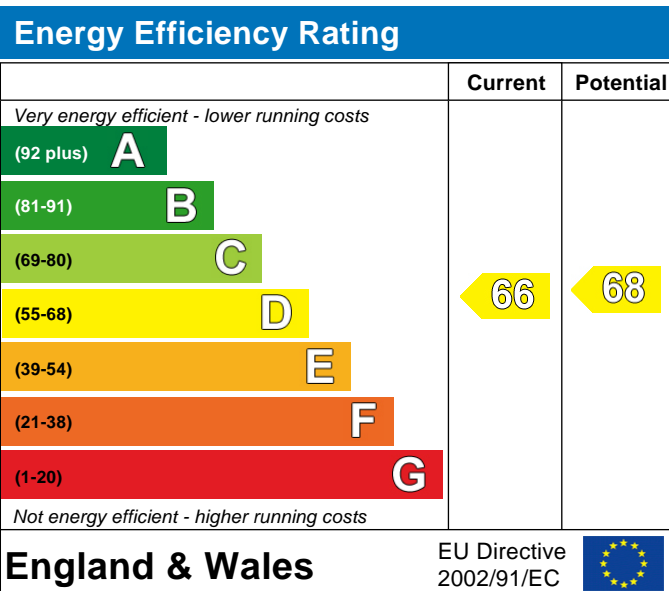 Energy Efficiency Rating
Current Potential
Very energy efficient - lower running costs
(92 plus) A
(81-91) B
(69-80) C
(55-68) D
66 68
(39-54) E
(21-38) F
(1-20) G
Not energy efficient - higher running costs
England & Wales
EU Directive
2002/91/EC